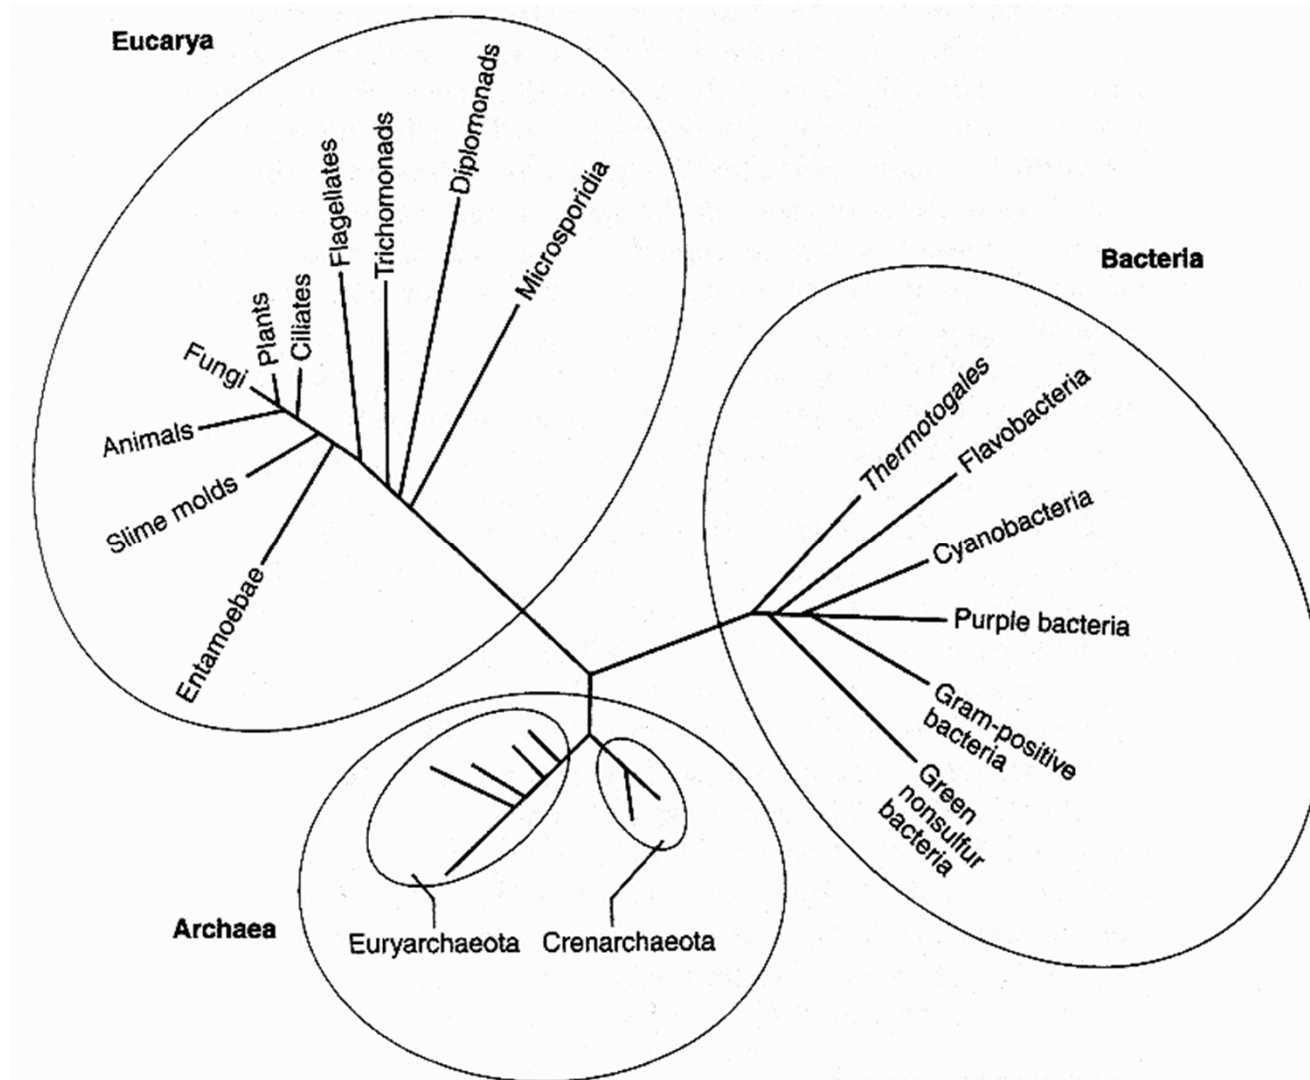 Eucarya
Diplomonads
Trichomonads
Flagellates
Microsporidia
Ciliates
Plants
Fungi
Animals
Slime molds
Entamoebae
Bacteria
Thermotogales
Flavobacteria
Cyanobacteria
Purple bacteria
Gram-positive
bacteria
Green
nonsulfur
bacteria
Archaea
Euryarchaeota
Crenarchaeota